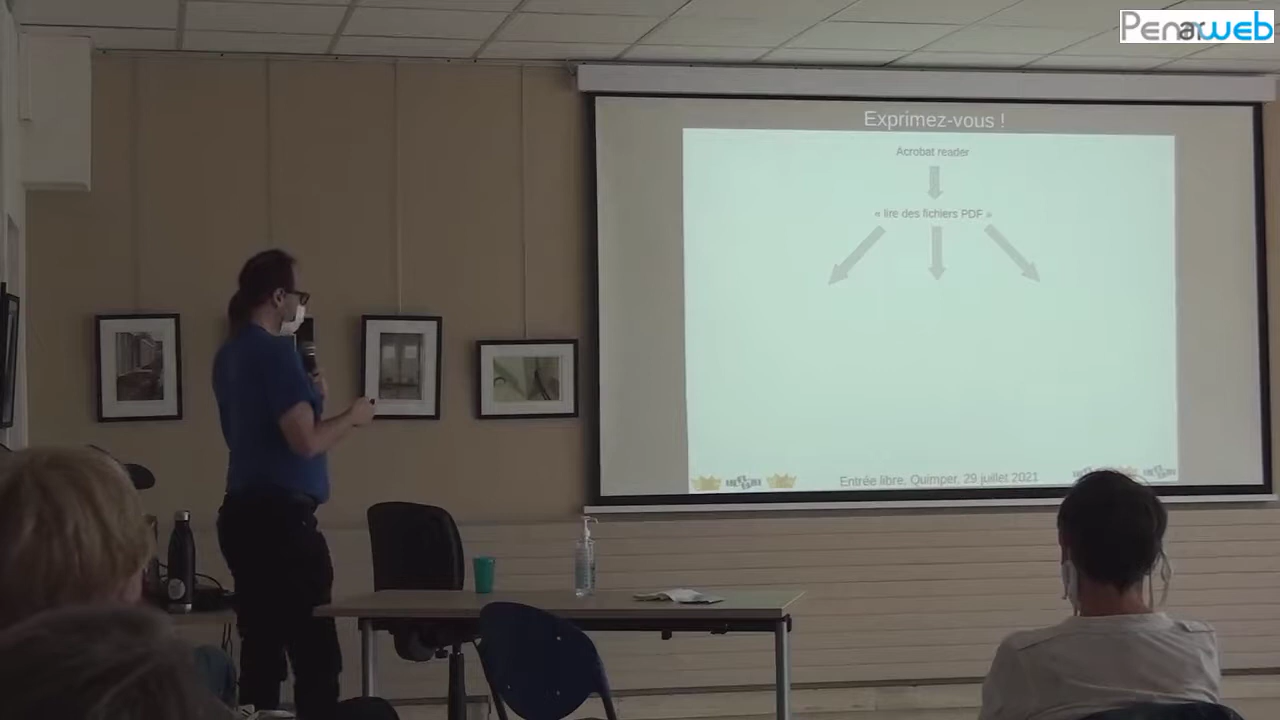 Penarweb
Exprimez-vous !
Acrobat reader
« lire des fichiers PDF »
Entrée libre, Quimper, 29 juillet 2021